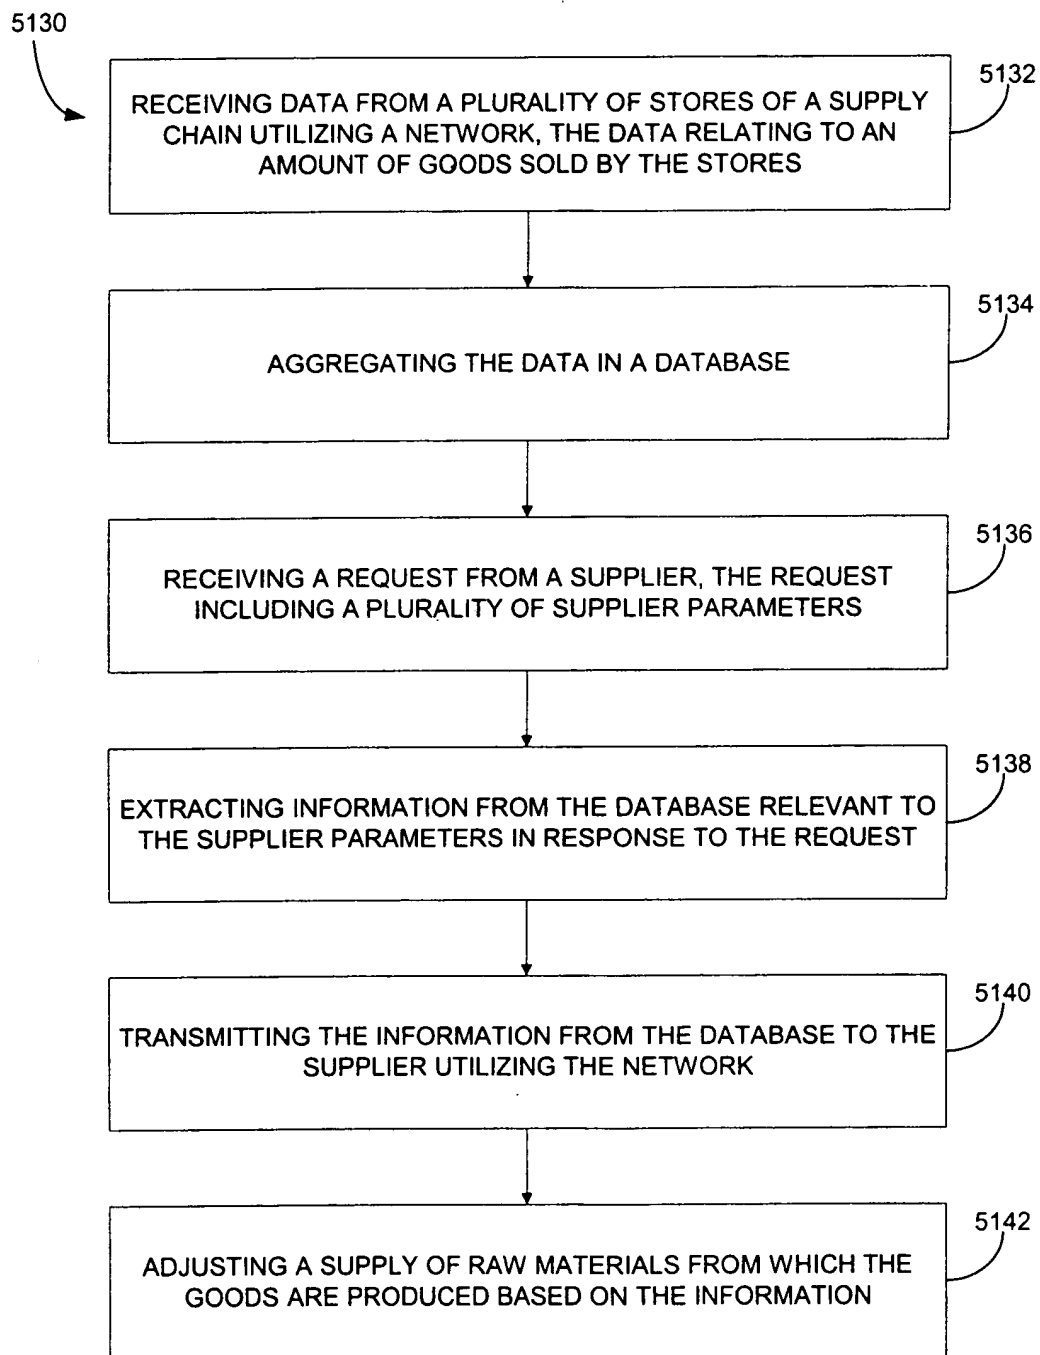 5130
5132
RECEIVING DATA FROM A PLURALITY OF STORES OF A SUPPLY
CHAIN UTILIZING A NETWORK, THE DATA RELATING TO AN
AMOUNT OF GOODS SOLD BY THE STORES
5134
AGGREGATING THE DATA IN A DATABASE
5136
RECEIVING A REQUEST FROM A SUPPLIER, THE REQUEST
INCLUDING A PLURALITY OF SUPPLIER PARAMETERS
5138
EXTRACTING INFORMATION FROM THE DATABASE RELEVANT TO
THE SUPPLIER PARAMETERS IN RESPONSE TO THE REQUEST
5140
TRANSMITTING THE INFORMATION FROM THE DATABASE TO THE
SUPPLIER UTILIZING THE NETWORK
5142
ADJUSTING A SUPPLY OF RAW MATERIALS FROM WHICH THE
GOODS ARE PRODUCED BASED ON THE INFORMATION